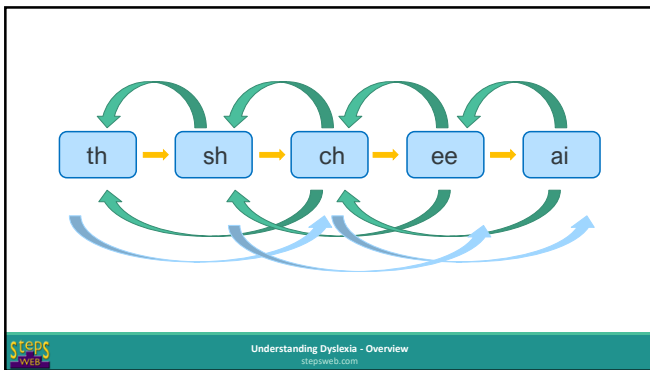 th sh ch ee ai
Understanding Dyslexia - Overview
stepsweb.com
StepS
WEB